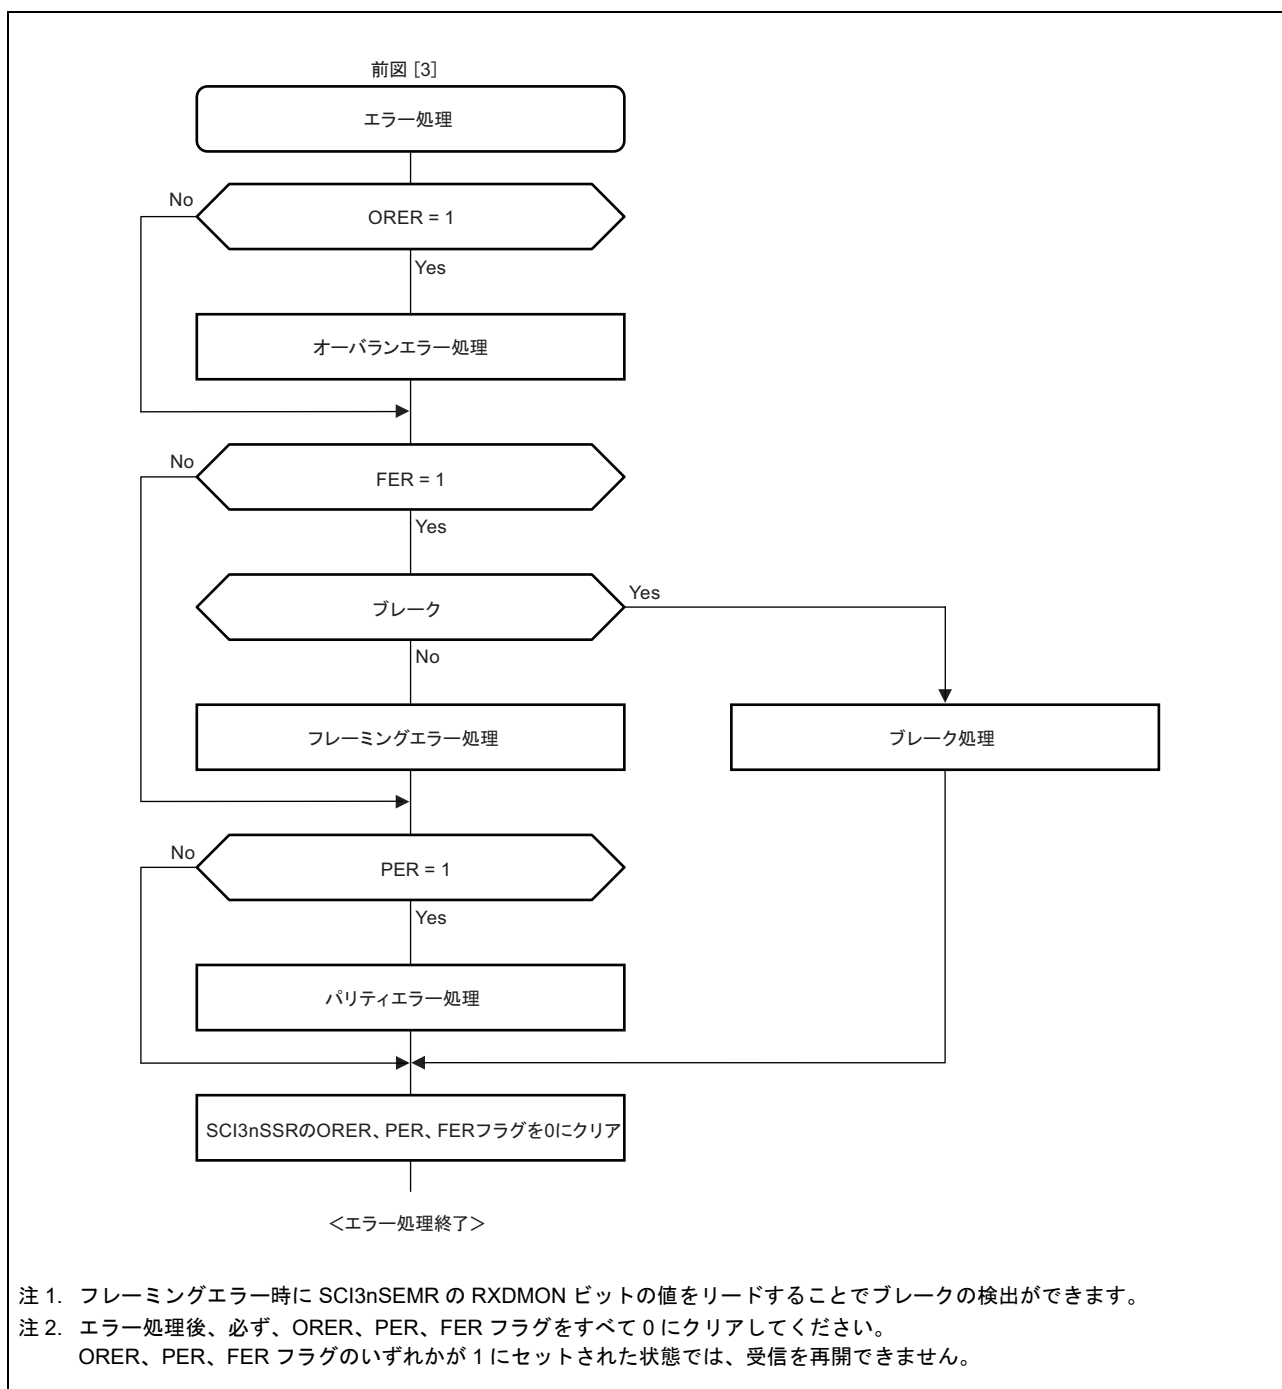 前図 [3]
エラー処理
No
ORER = 1
Yes
オーバランエラー処理
No
FER = 1
Yes
ブレーク
Yes
No
フレーミングエラー処理
ブレーク処理
No
PER = 1
Yes
パリティエラー処理
SCI3nSSRのORER、PER、FERフラグを0にクリア
＜エラー処理終了＞
注 1. フレーミングエラー時に SCI3nSEMR の RXDMON ビットの値をリードすることでブレークの検出ができます。
注 2. エラー処理後、必ず、ORER、PER、FER フラグをすべて 0 にクリアしてください。
ORER、PER、FER フラグのいずれかが 1 にセットされた状態では、受信を再開できません。